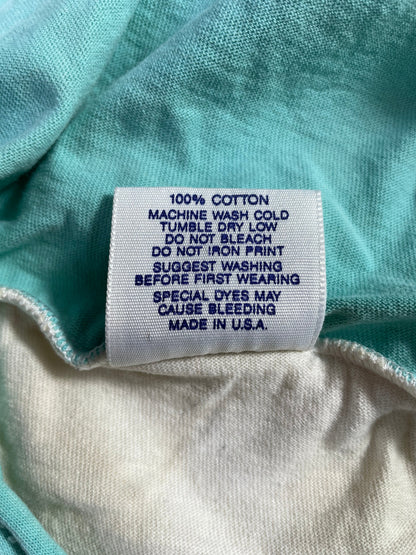 100% COTTON
MACHINE WASH COLD
TUMBLE DRY LOW
DO NOT BLEACH
DO NOT IRON PRINT
SUGGEST WASHING
BEFORE FIRST WEARING
SPECIAL DYES MAY
CAUSE BLEEDING
MADE IN U.S.A.